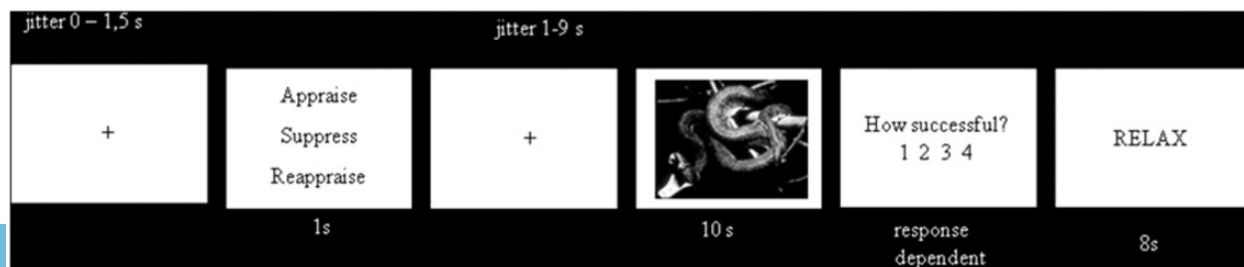 jitter 0 – 1,5 s
jitter 1-9 s
+
Appraise
Suppress
Reappraise
1s
+
10 s
How successful?
1 2 3 4
response
dependent
RELAX
8s